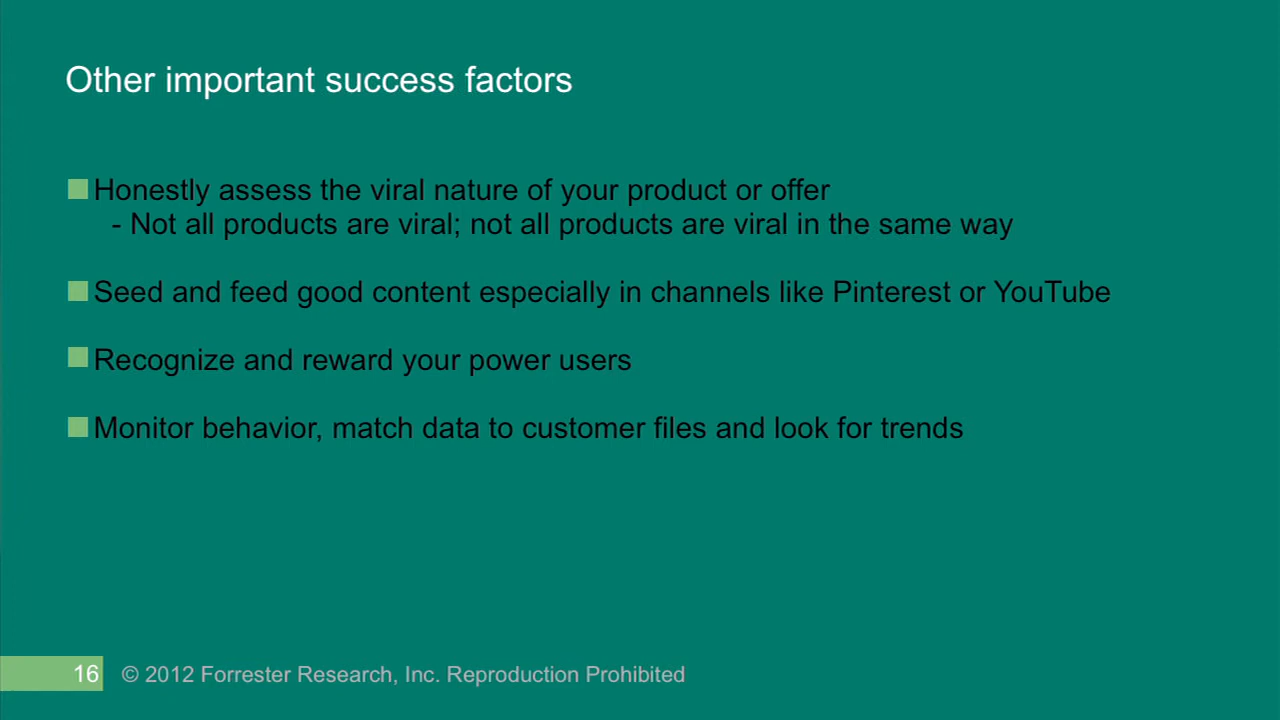 Other important success factors
Honestly assess the viral nature of your product or offer
- Not all products are viral; not all products are viral in the same way
Seed and feed good content especially in channels like Pinterest or YouTube
Recognize and reward your power users
Monitor behavior, match data to customer files and look for trends
16 © 2012 Forrester Research, Inc. Reproduction Prohibited